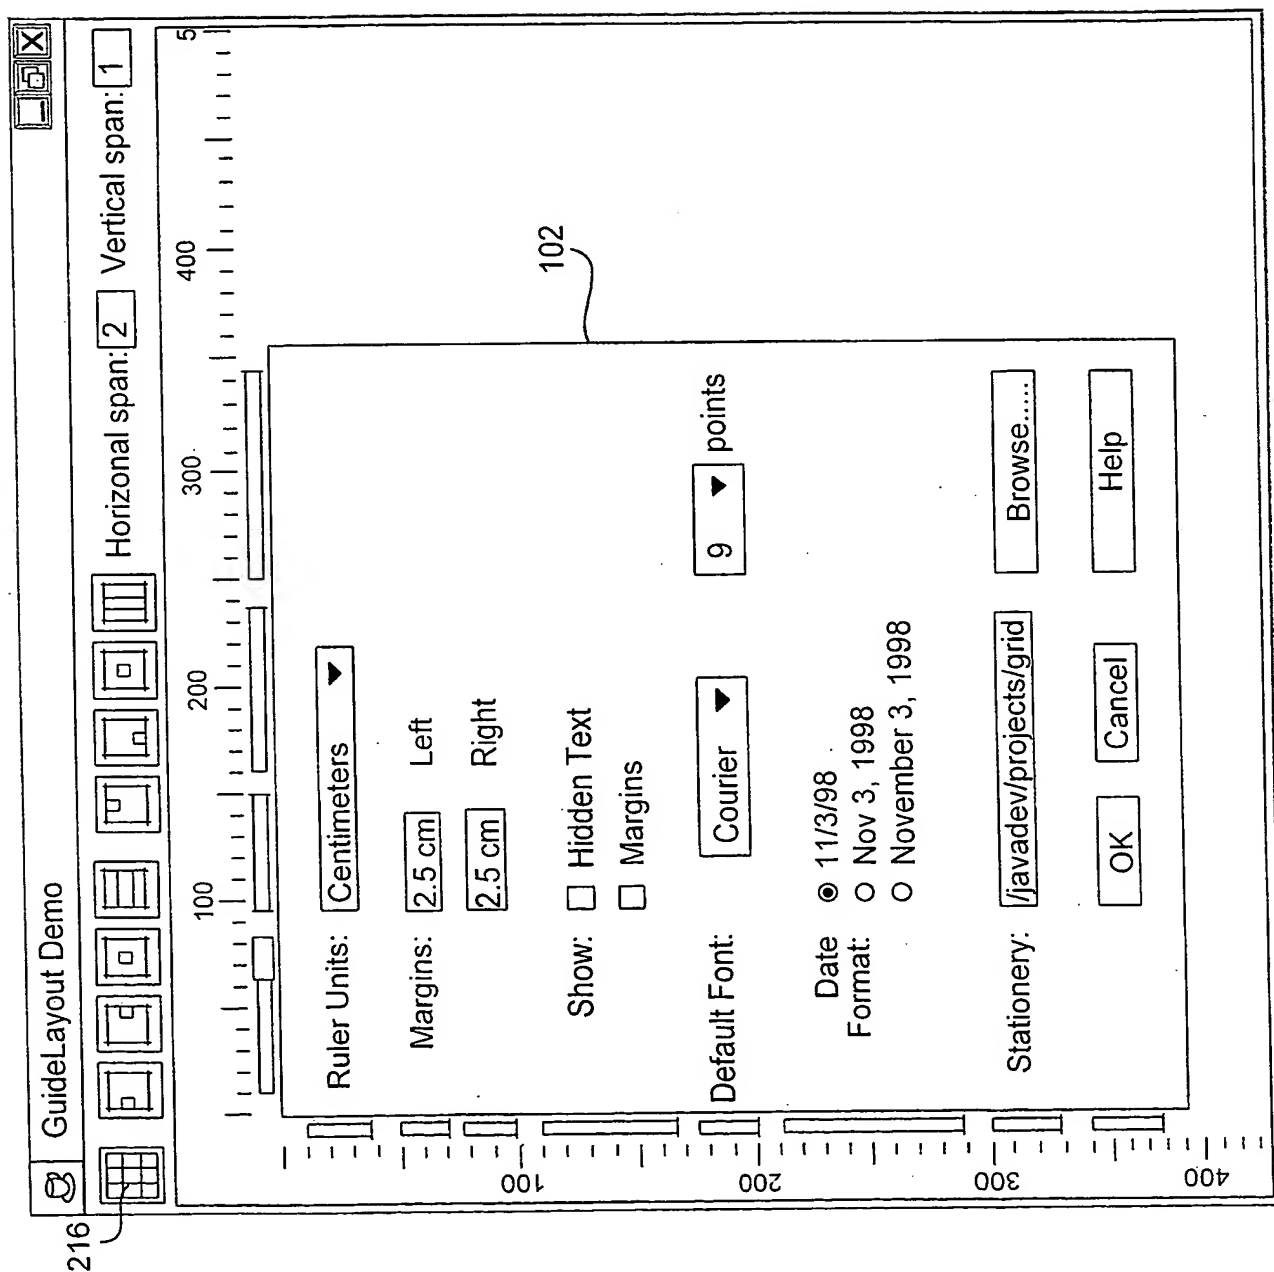 GuideLayout Demo
216
Horizonal span: 2 Vertical span: 1
100 200 300 400 5
102
Ruler Units: Centimeters
Margins: 2.5 cm Left
2.5 cm Right
Show: Hidden Text
Margins
Default Font: Courier 9 points
Date Format: 11/3/98
Nov 3, 1998
November 3, 1998
Stationery: /javadev/projects/grid Browse......
OK Cancel Help
100
200
300
400